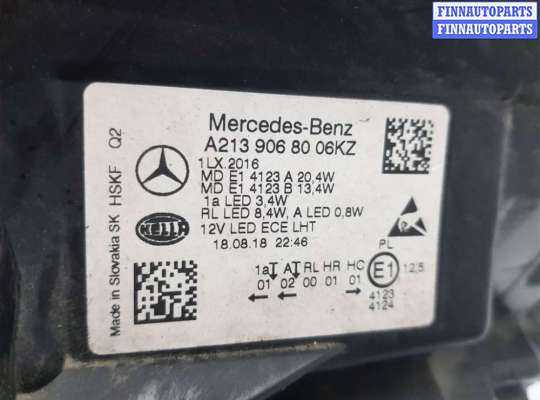 FINNAUTOPARTS
FINNAUTOPARTS
Mercedes-Benz
A213 906 80 06KZ
1LX.2016
MD E1 4123 A 20,4W
MD E1 4123 B 13,4W
1a LED 3,4W
RL LED 8,4W, A LED 0,8W
12V LED ECE LHT
18.08.18 22:46
HELLA
Made in Slovakia SK HSKF Q2
PL
1a A RL HR HC
01 02 00 01 01
E1
12,5
4123
4124